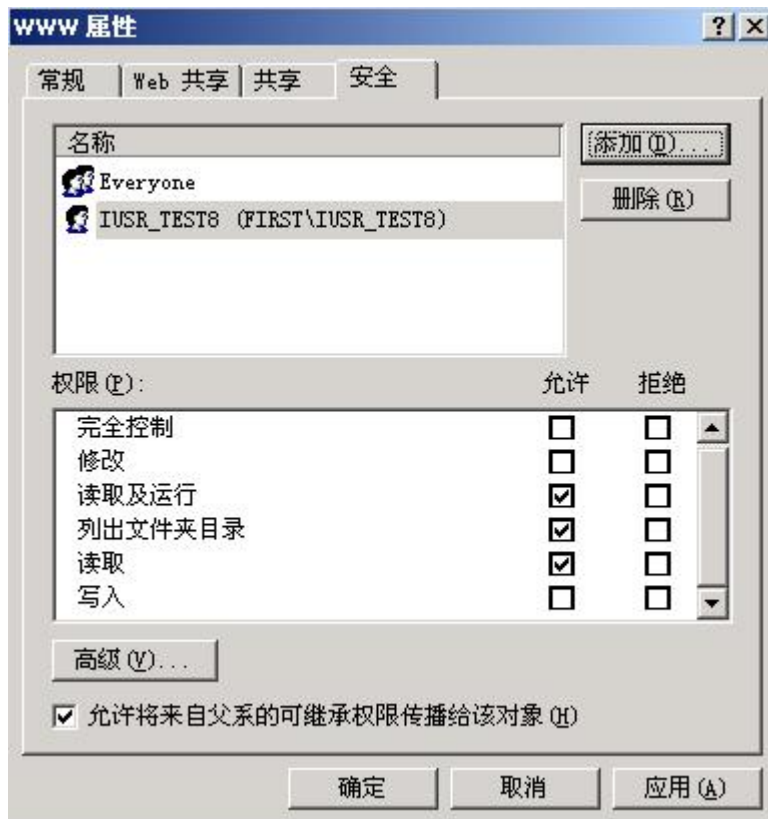 WWW 属性
常规 Web 共享 共享 安全
名称
添加(D)...
Everyone
删除(R)
IUSR_TEST8 (FIRST\IUSR_TEST8)
权限(P): 允许 拒绝
完全控制
修改
读取及运行
列出文件夹目录
读取
写入
高级(V)...
允许将来自父系的可继承权限传播给该对象(H)
确定 取消 应用(A)